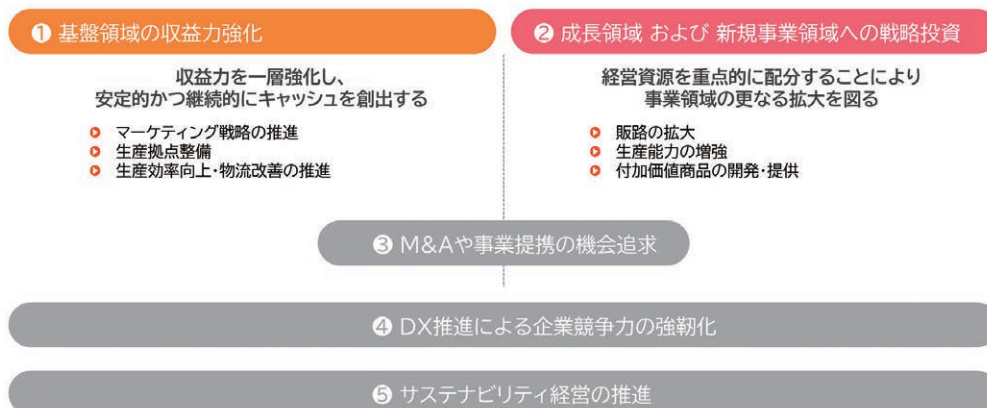 ❶ 基盤領域の収益力強化
収益力を一層強化し、
安定的かつ継続的にキャッシュを創出する
マーケティング戦略の推進
生産拠点整備
生産効率向上・物流改善の推進
❷ 成長領域 および 新規事業領域への戦略投資
経営資源を重点的に配分することにより
事業領域の更なる拡大を図る
販路の拡大
生産能力の増強
付加価値商品の開発・提供
❸ M&Aや事業提携の機会追求
❹ DX推進による企業競争力の強靭化
❺ サステナビリティ経営の推進